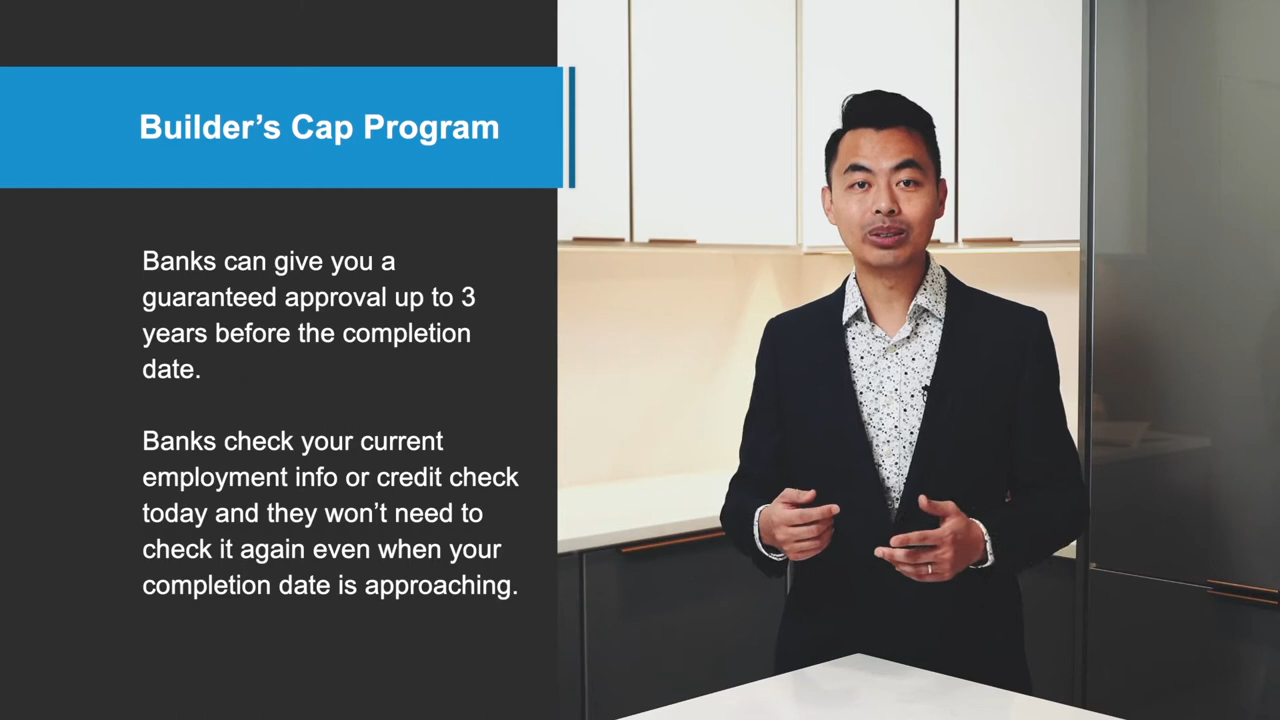 Builder’s Cap Program
Banks can give you a
guaranteed approval up to 3
years before the completion
date.
Banks check your current
employment info or credit check
today and they won’t need to
check it again even when your
completion date is approaching.